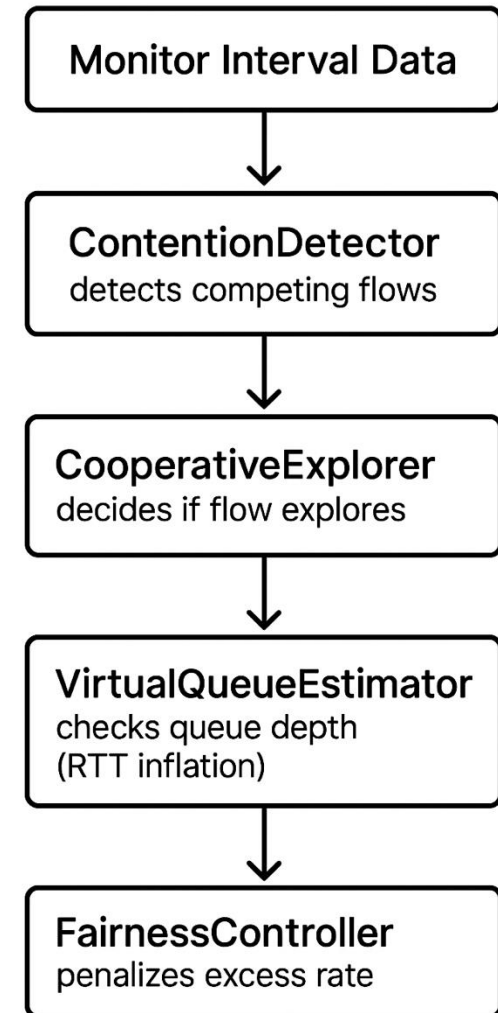 Monitor Interval Data
ContentionDetector
detects competing flows
CooperativeExplorer
decides if flow explores
VirtualQueueEstimator
checks queue depth
(RTT inflation)
FairnessController
penalizes excess rate